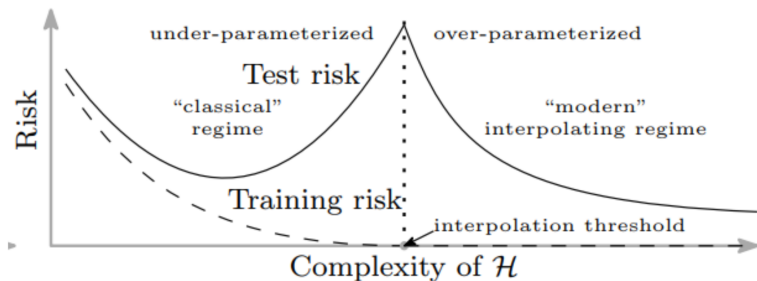 under-parameterized
over-parameterized
Test risk
“classical”
regime
“modern”
interpolating regime
Risk
Training risk
interpolation threshold
Complexity of ℋ